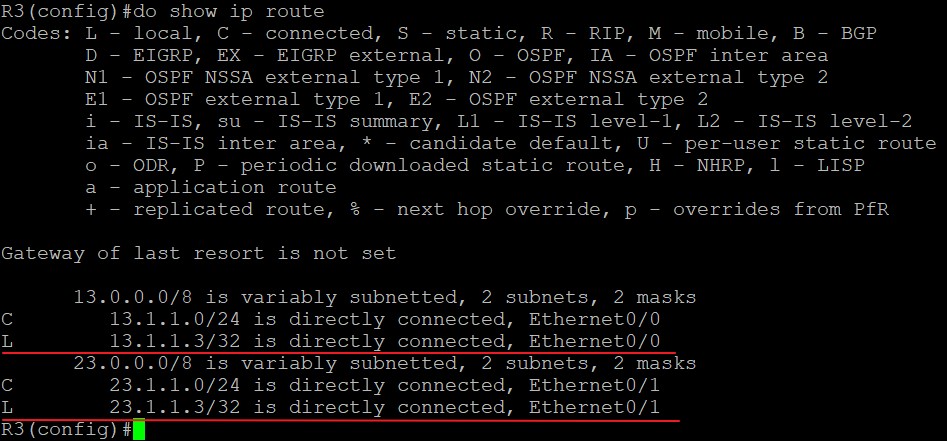 R3(config)#do show ip route
Codes: L - local, C - connected, S - static, R - RIP, M - mobile, B - BGP
       D - EIGRP, EX - EIGRP external, O - OSPF, IA - OSPF inter area
       N1 - OSPF NSSA external type 1, N2 - OSPF NSSA external type 2
       E1 - OSPF external type 1, E2 - OSPF external type 2
       i - IS-IS, su - IS-IS summary, L1 - IS-IS level-1, L2 - IS-IS level-2
       ia - IS-IS inter area, * - candidate default, U - per-user static route
       o - ODR, P - periodic downloaded static route, H - NHRP, l - LISP
       a - application route
       + - replicated route, % - next hop override, p - overrides from PfR

Gateway of last resort is not set

      13.0.0.0/8 is variably subnetted, 2 subnets, 2 masks
C        13.1.1.0/24 is directly connected, Ethernet0/0
L        13.1.1.3/32 is directly connected, Ethernet0/0
      23.0.0.0/8 is variably subnetted, 2 subnets, 2 masks
C        23.1.1.0/24 is directly connected, Ethernet0/1
L        23.1.1.3/32 is directly connected, Ethernet0/1
R3(config)#